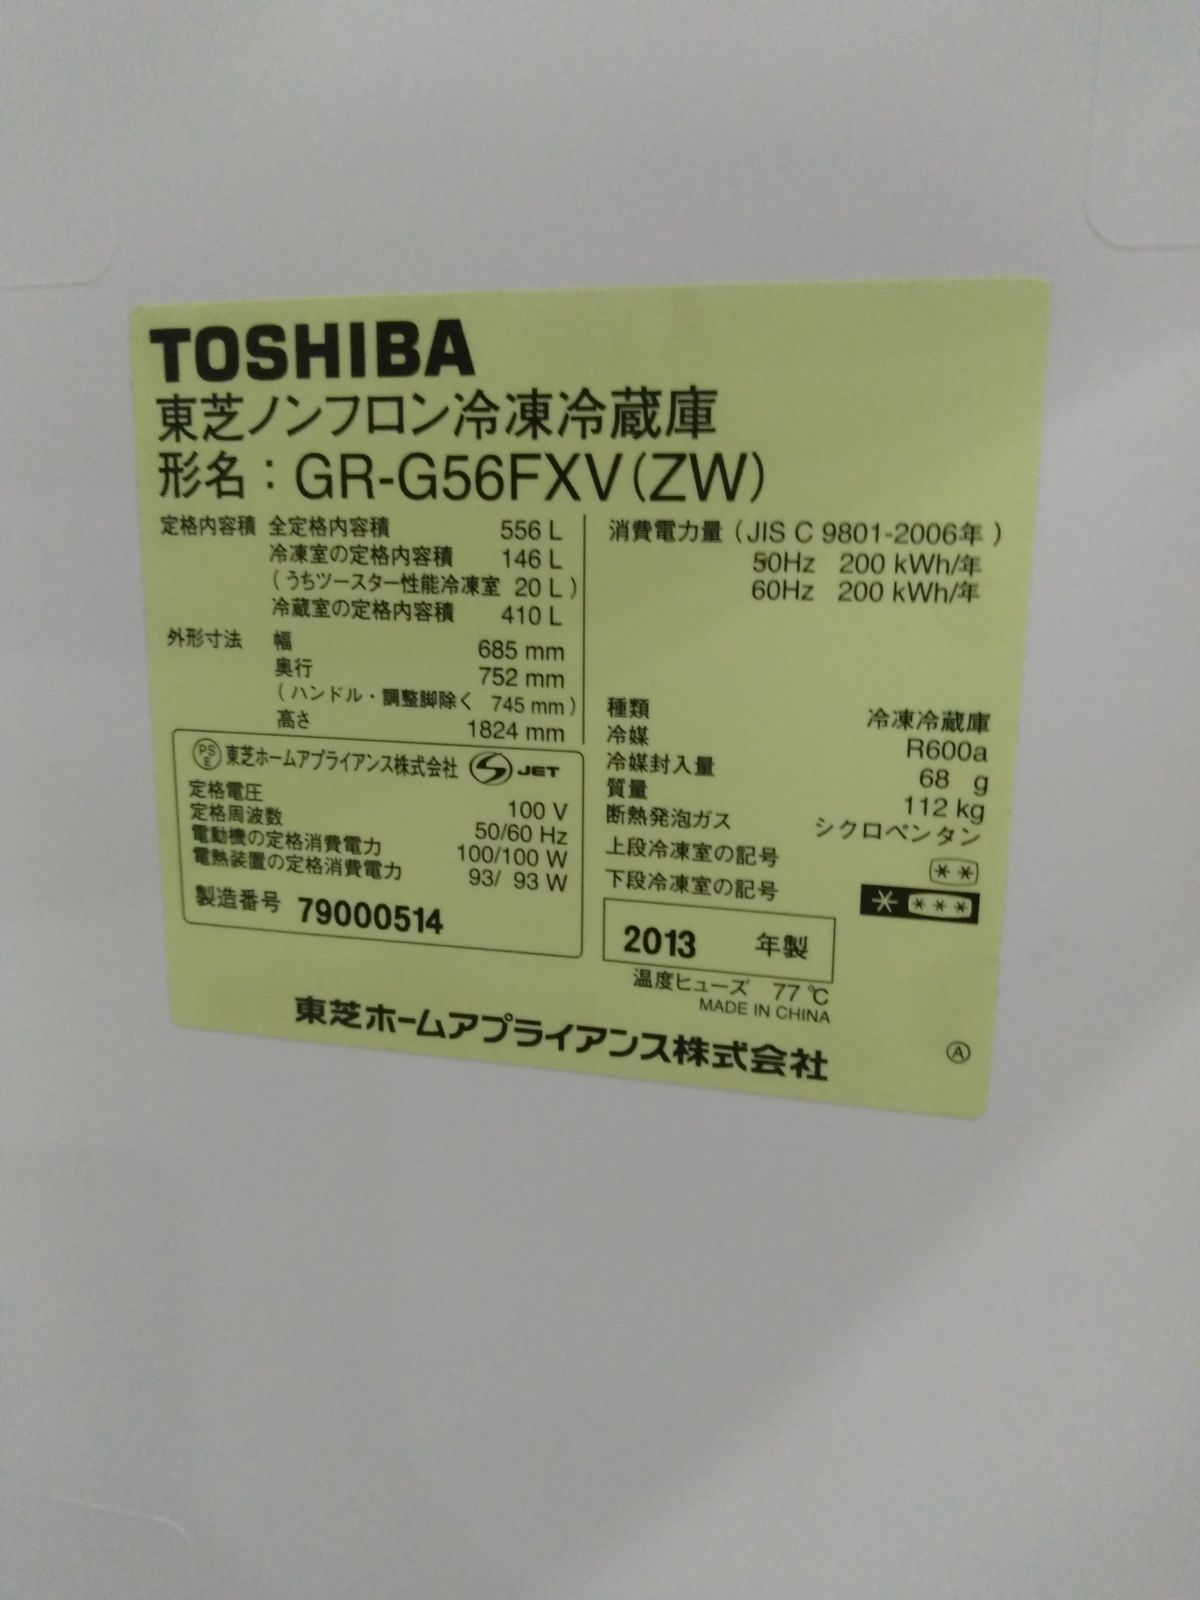 TOSHIBA
東芝ノンフロン冷凍冷蔵庫
形名：GR-G56FXV(ZW)
定格内容積 全定格内容積 556 L
冷凍室の定格内容積 146 L
（うちツースター性能冷凍室 20 L）
冷蔵室の定格内容積 410 L
外形寸法 幅 685 mm
奥行 752 mm
（ハンドル・調整脚除く 745 mm）
高さ 1824 mm
PSE 東芝ホームアプライアンス株式会社 S JET
定格電圧 100 V
定格周波数 50/60 Hz
電動機の定格消費電力 100/100 W
電熱装置の定格消費電力 93/ 93 W
製造番号 79000514
消費電力量（JIS C 9801-2006年）
50Hz 200 kWh/年
60Hz 200 kWh/年
種類 冷凍冷蔵庫
冷媒 R600a
冷媒封入量 68 g
質量 112 kg
断熱発泡ガス シクロペンタン
上段冷凍室の記号 **
下段冷凍室の記号 * ***
2013 年製
温度ヒューズ 77 ℃
MADE IN CHINA
東芝ホームアプライアンス株式会社
Ⓐ